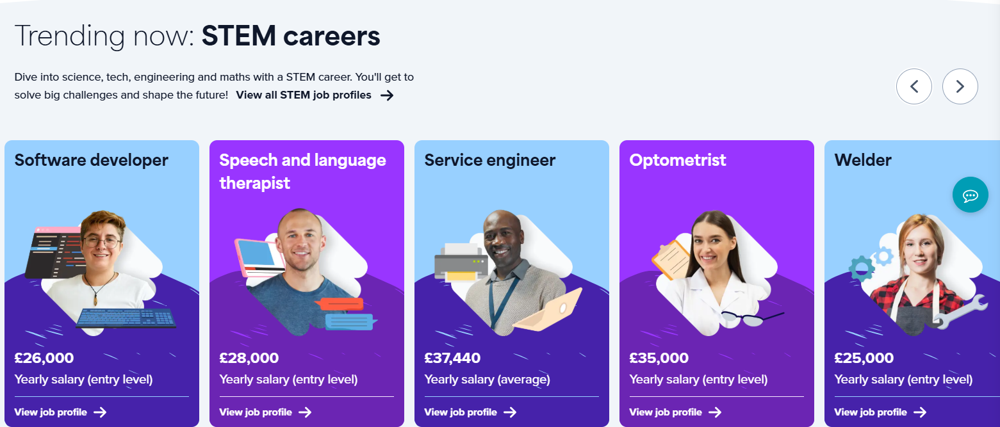 Trending now: STEM careers
Dive into science, tech, engineering and maths with a STEM career. You'll get to
solve big challenges and shape the future! View all STEM job profiles
Software developer
£26,000
Yearly salary (entry level)
View job profile
Speech and language
therapist
£28,000
Yearly salary (entry level)
View job profile
Service engineer
£37,440
Yearly salary (average)
View job profile
Optometrist
£35,000
Yearly salary (entry level)
View job profile
Welder
£25,000
Yearly salary (entry level)
View job profile